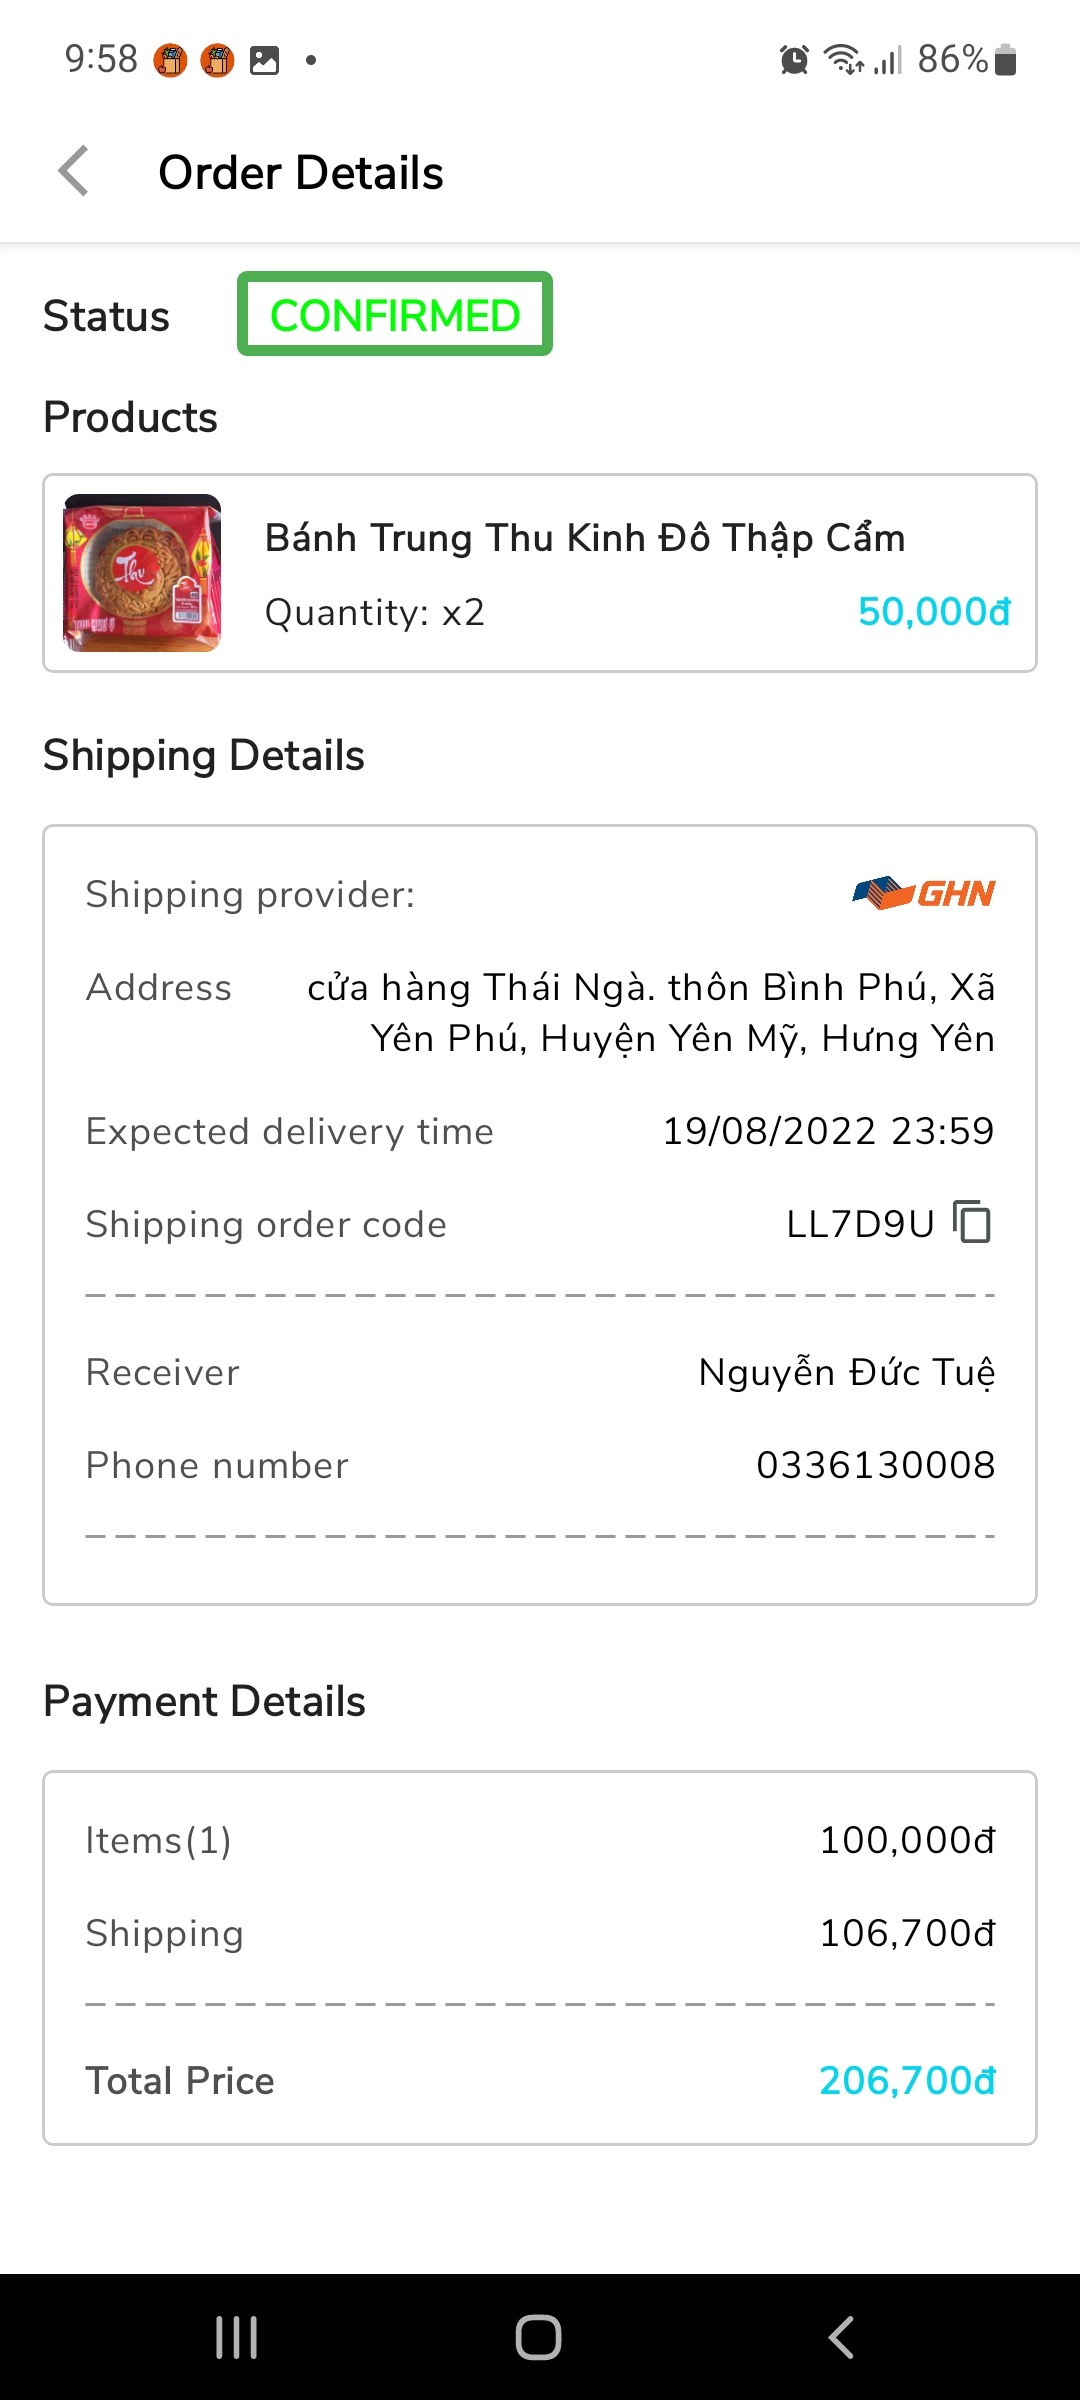 9:58
86%
Order Details
Status
CONFIRMED
Products
Bánh Trung Thu Kinh Đô Thập Cẩm
Quantity: x2
50,000đ
Thu
Shipping Details
Shipping provider:
GHN
Address
cửa hàng Thái Ngà. thôn Bình Phú, Xã
Yên Phú, Huyện Yên Mỹ, Hưng Yên
Expected delivery time
19/08/2022 23:59
Shipping order code
LL7D9U
Receiver
Nguyễn Đức Tuệ
Phone number
0336130008
Payment Details
Items(1)
100,000đ
Shipping
106,700đ
Total Price
206,700đ